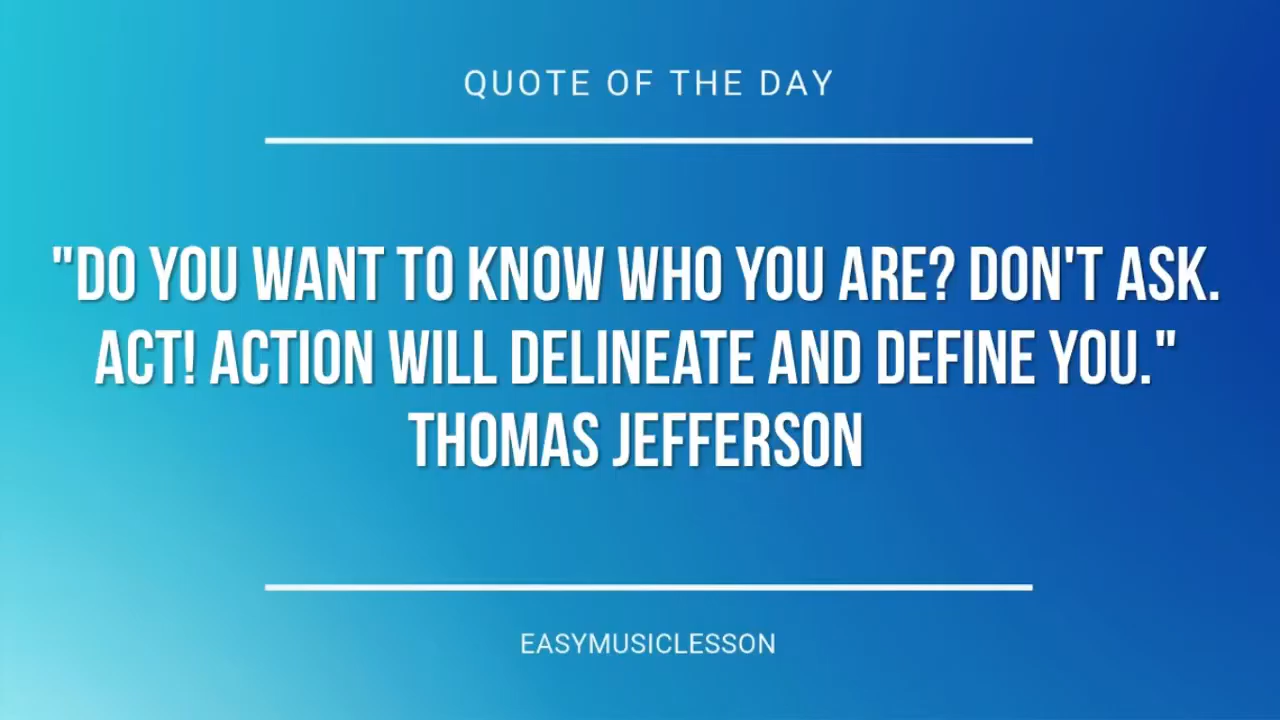 QUOTE OF THE DAY
"DO YOU WANT TO KNOW WHO YOU ARE? DON'T ASK.
ACT! ACTION WILL DELINEATE AND DEFINE YOU."
THOMAS JEFFERSON
EASYMUSICLESSON